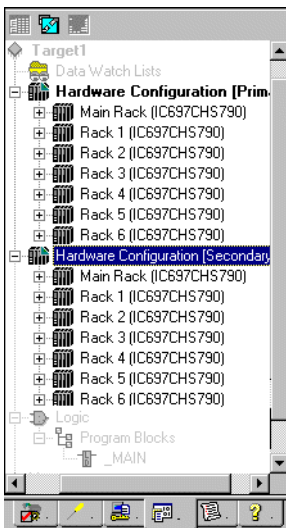 Target1
Data Watch Lists
Hardware Configuration [Prim
Main Rack (IC697CHS790)
Rack 1 (IC697CHS790)
Rack 2 (IC697CHS790)
Rack 3 (IC697CHS790)
Rack 4 (IC697CHS790)
Rack 5 (IC697CHS790)
Rack 6 (IC697CHS790)
Hardware Configuration [Secondary
Main Rack (IC697CHS790)
Rack 1 (IC697CHS790)
Rack 2 (IC697CHS790)
Rack 3 (IC697CHS790)
Rack 4 (IC697CHS790)
Rack 5 (IC697CHS790)
Rack 6 (IC697CHS790)
Logic
Program Blocks
_MAIN